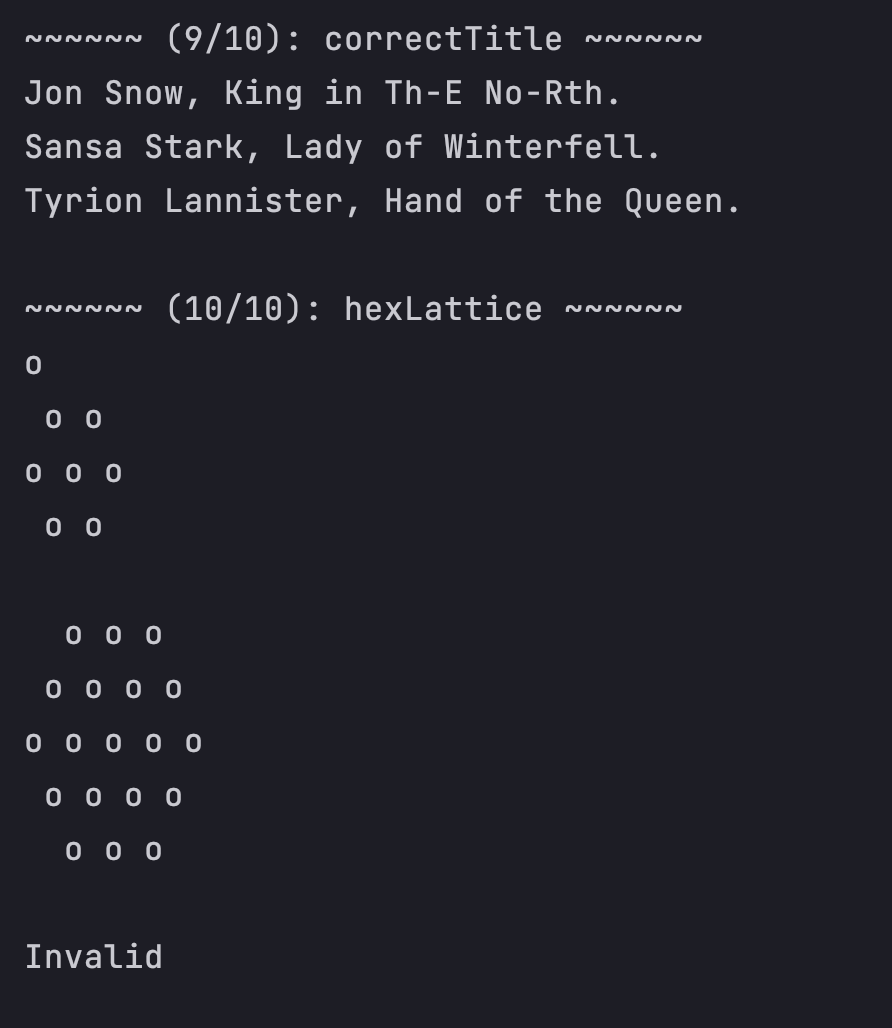 ~~~~~~ (9/10): correctTitle ~~~~~~
Jon Snow, King in Th-E No-Rth.
Sansa Stark, Lady of Winterfell.
Tyrion Lannister, Hand of the Queen.

~~~~~~ (10/10): hexLattice ~~~~~~
o
 o o
o o o
 o o

  o o o
 o o o o
o o o o o
 o o o o
  o o o

Invalid